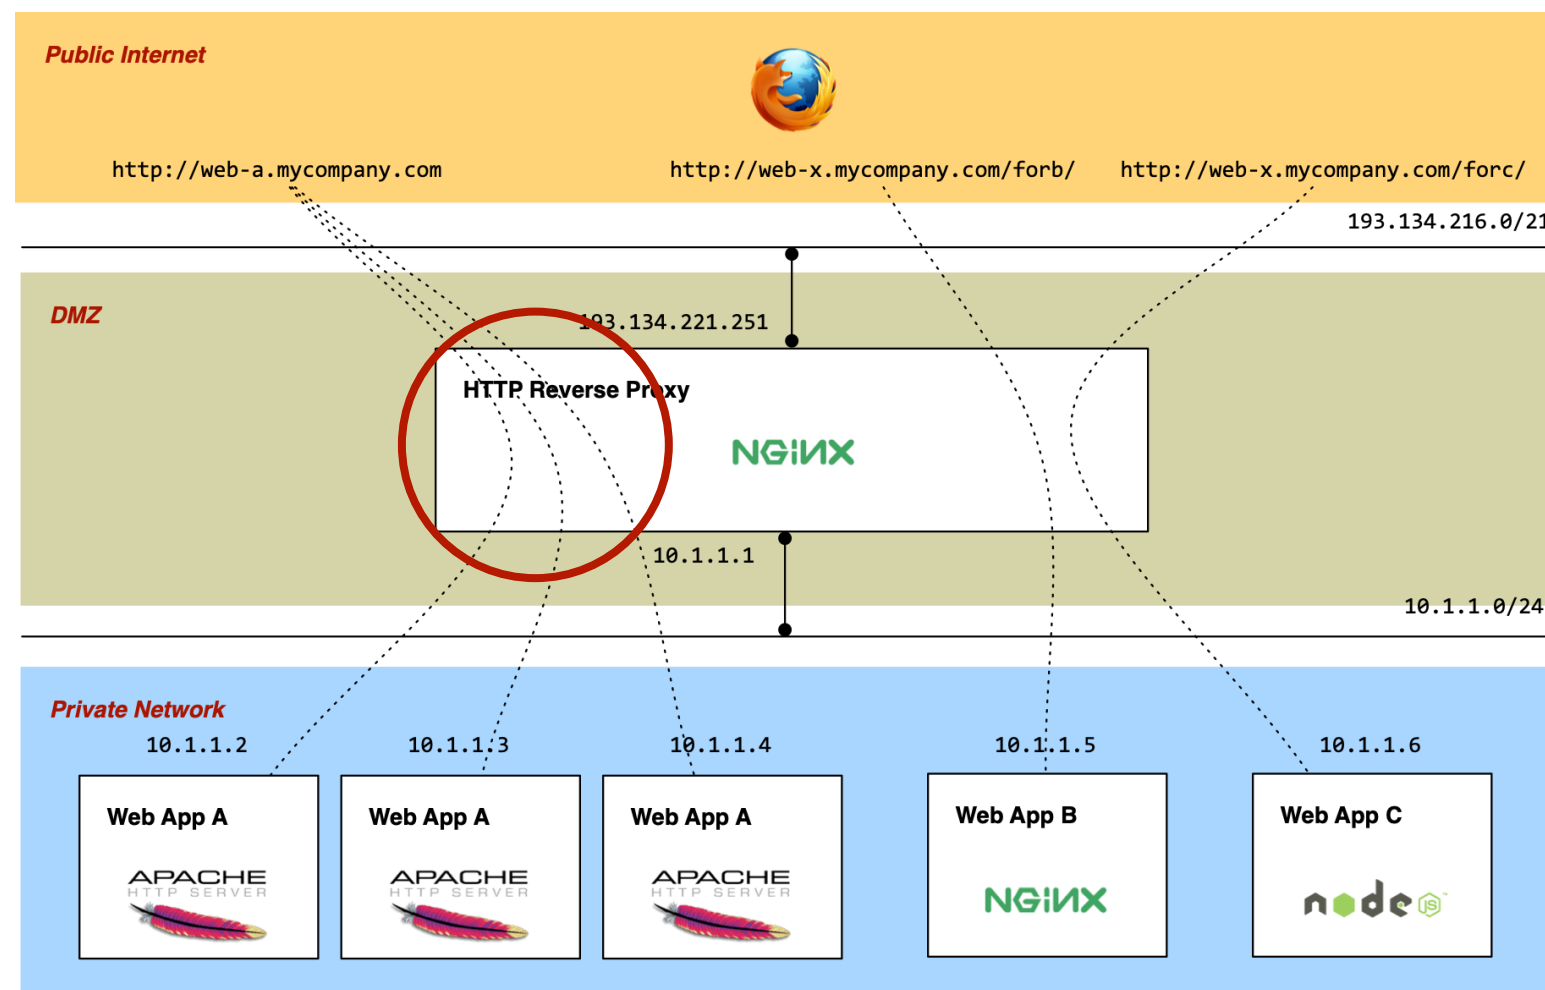 Public Internet
http://web-a.mycompany.com
http://web-x.mycompany.com/forb/
http://web-x.mycompany.com/forc/
193.134.216.0/21
DMZ
193.134.221.251
HTTP Reverse Proxy
NGINX
10.1.1.1
10.1.1.0/24
Private Network
10.1.1.2
10.1.1.3
10.1.1.4
10.1.1.5
10.1.1.6
Web App A
APACHE
HTTP SERVER
Web App A
APACHE
HTTP SERVER
Web App A
APACHE
HTTP SERVER
Web App B
NGINX
Web App C
node
JS
™